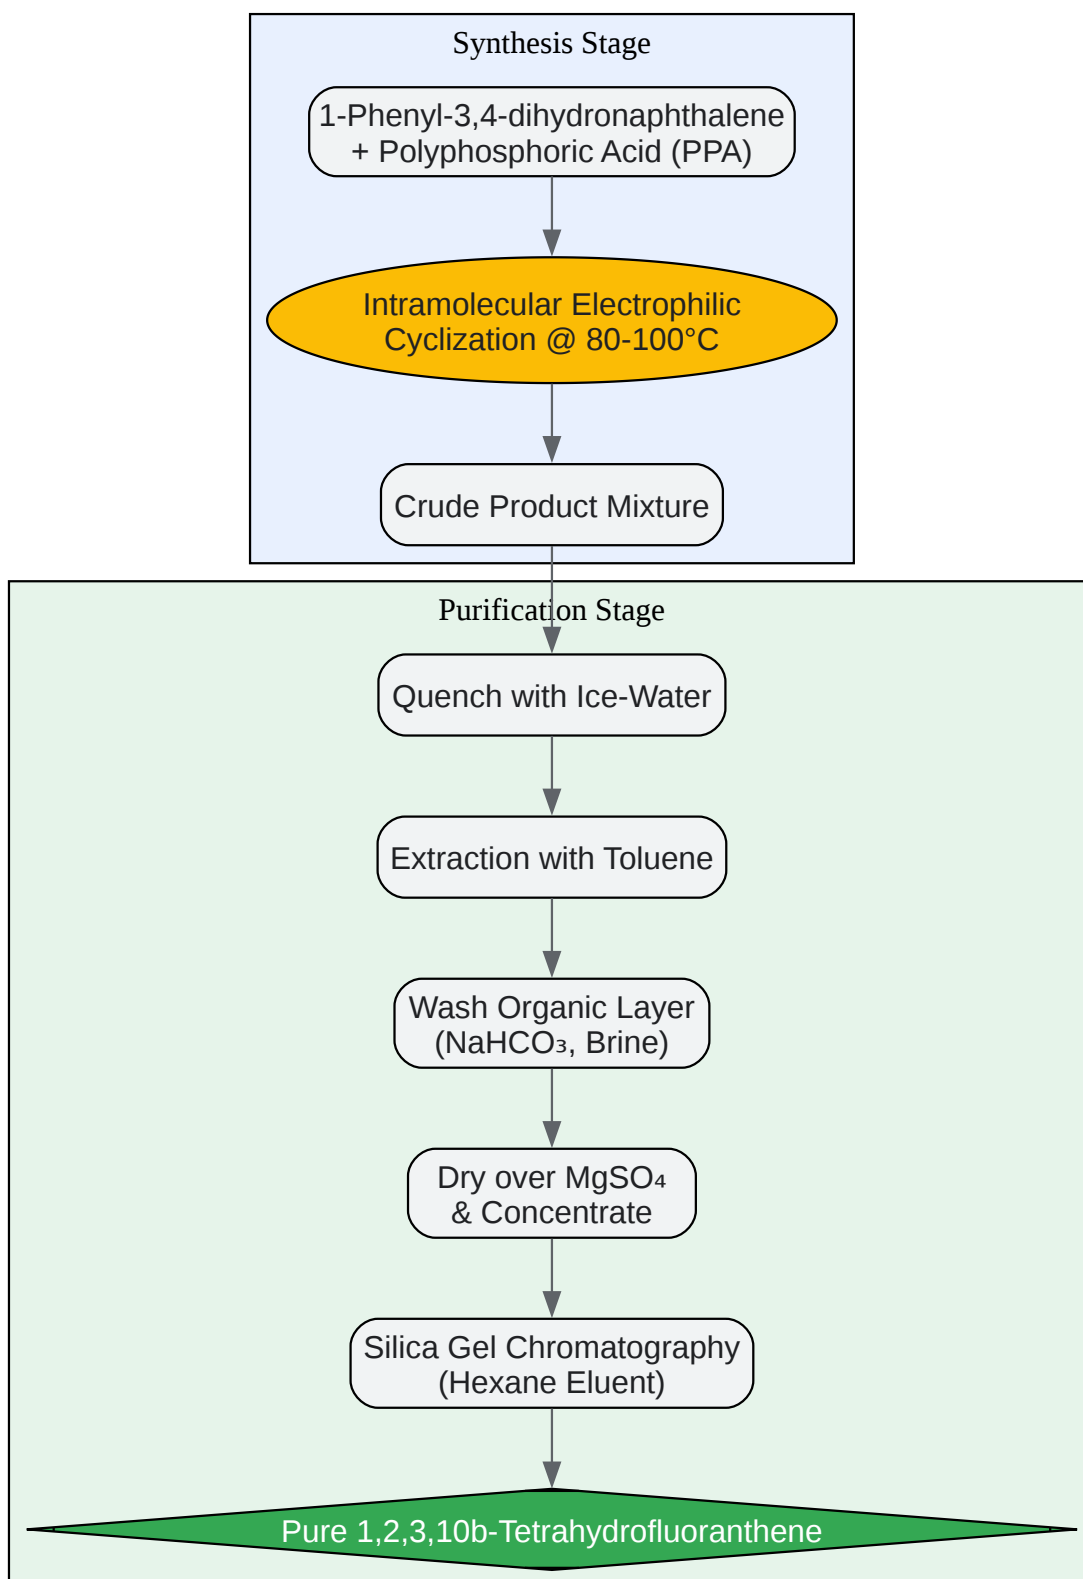 Synthesis Stage
1-Phenyl-3,4-dihydronaphthalene
+ Polyphosphoric Acid (PPA)
Intramolecular Electrophilic
Cyclization @ 80-100°C
Crude Product Mixture
Purification Stage
Quench with Ice-Water
Extraction with Toluene
Wash Organic Layer
(NaHCO₃, Brine)
Dry over MgSO₄
& Concentrate
Silica Gel Chromatography
(Hexane Eluent)
Pure 1,2,3,10b-Tetrahydrofluoranthene